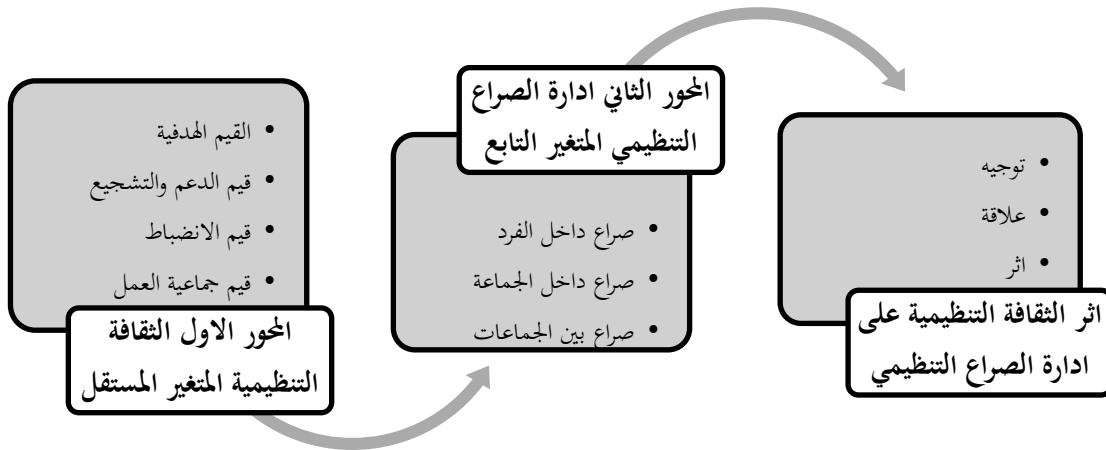 القيم الهدفية
قيم الدعم والتشجيع
قيم الانضباط
قيم جماعية العمل
المحور الاول الثقافة
التنظيمية المتغير المستقل
المحور الثاني ادارة الصراع
التنظيمي المتغير التابع
صراع داخل الفرد
صراع داخل الجماعة
صراع بين الجماعات
توجيه
علاقة
اثر
اثر الثقافة التنظيمية على
ادارة الصراع التنظيمي